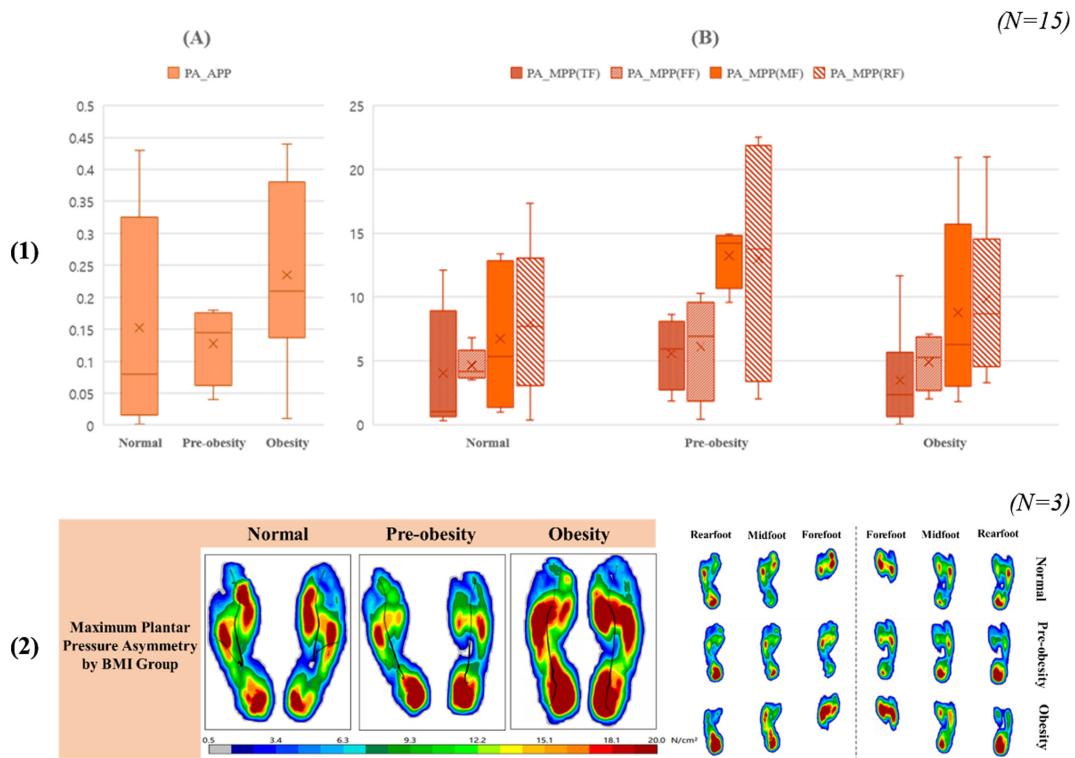 (N=15)
(A)
(B)
PA_APP
PA_MPP(TF) PA_MPP(FF) PA_MPP(MF) PA_MPP(RF)
0.5
0.45
0.4
0.35
0.3
0.25
0.2
0.15
0.1
0.05
0
25
20
15
10
5
0
(1)
Normal Pre-obesity Obesity
Normal Pre-obesity Obesity
(N=3)
Normal Pre-obesity Obesity
Rearfoot Midfoot Forefoot Forefoot Midfoot Rearfoot
(2)
Maximum Plantar
Pressure Asymmetry
by BMI Group
Normal
Pre-obesity
Obesity
0.5 3.4 6.3 9.3 12.2 15.1 18.1 20.0 N/cm²